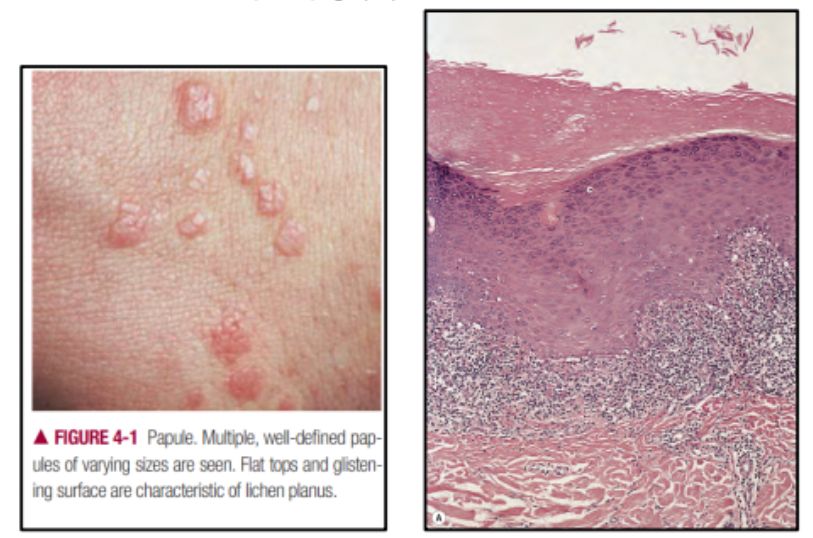 ▲ FIGURE 4-1 Papule. Multiple, well-defined pap-
ules of varying sizes are seen. Flat tops and glisten-
ing surface are characteristic of lichen planus.
C
A